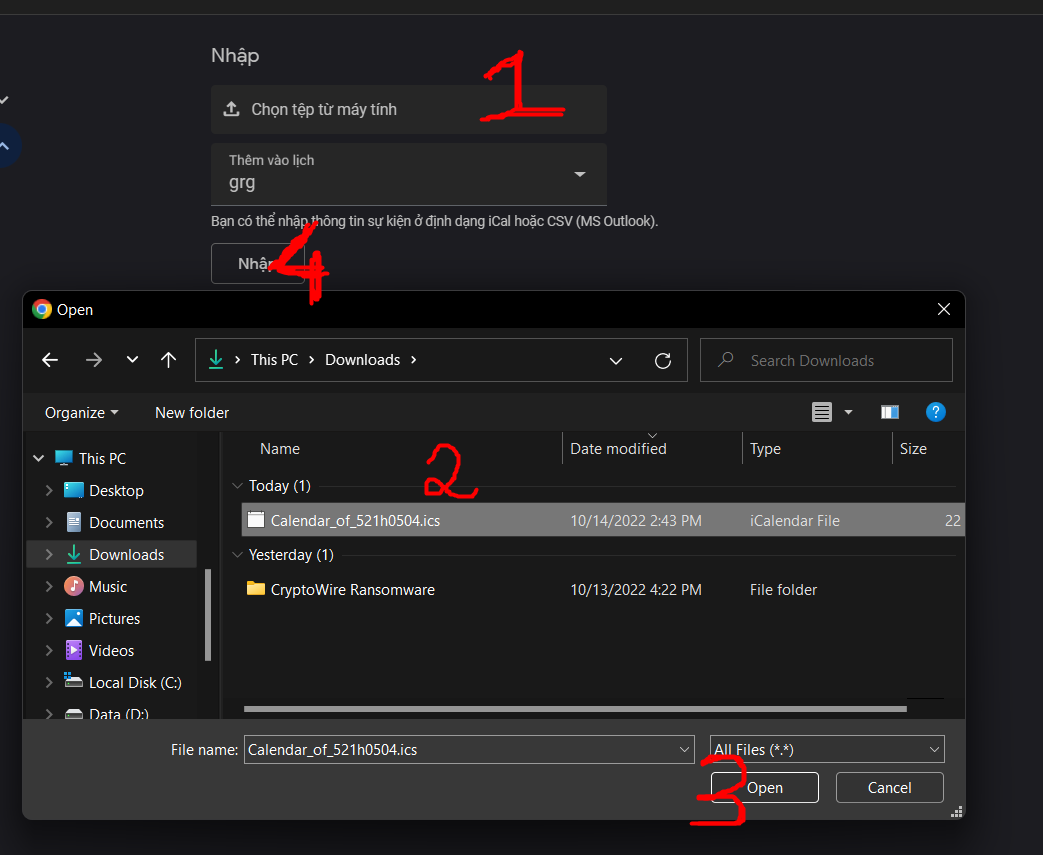 Nhập
1
Chọn tệp từ máy tính
Thêm vào lịch
grg
Bạn có thể nhập thông tin sự kiện ở định dạng iCal hoặc CSV (MS Outlook).
Nhập
4
Open
This PC > Downloads >
Search Downloads
Organize
New folder
?
Name
Date modified
Type
Size
This PC
Desktop
Documents
Downloads
Music
Pictures
Videos
Local Disk (C:)
Data (D:)
2
Today (1)
Calendar_of_521h0504.ics 10/14/2022 2:43 PM iCalendar File 22
Yesterday (1)
CryptoWire Ransomware 10/13/2022 4:22 PM File folder
File name: Calendar_of_521h0504.ics
All Files (*.*)
3
Open
Cancel